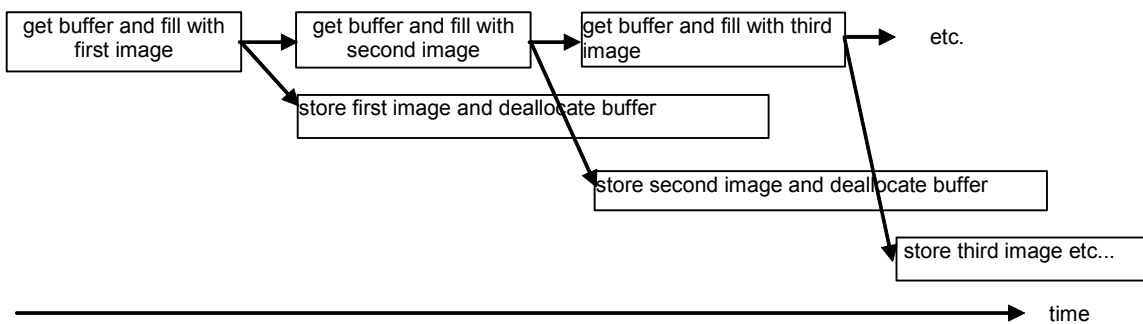 get buffer and fill with
first image
get buffer and fill with
second image
get buffer and fill with third
image
etc.
store first image and deallocate buffer
store second image and deallocate buffer
store third image etc...
time